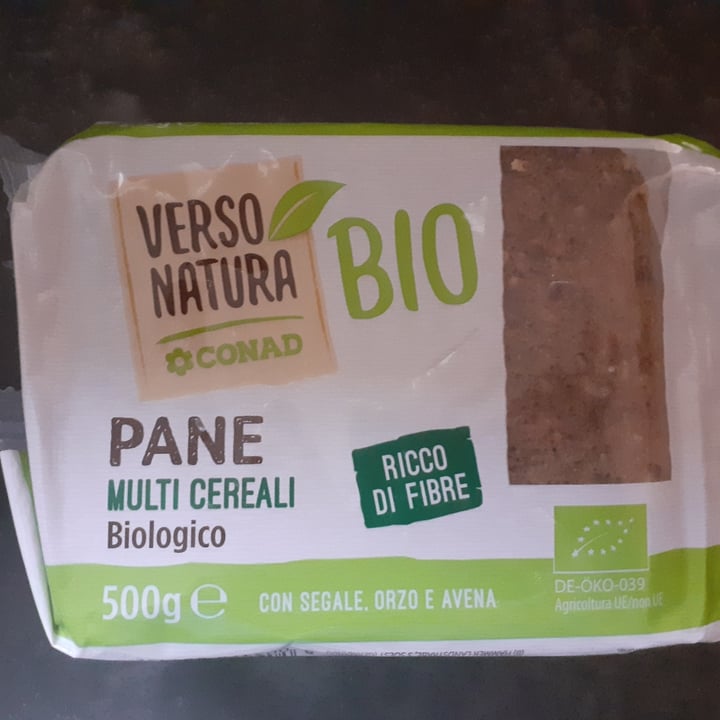 VERSO
NATURA
CONAD
BIO
PANE
MULTI CEREALI
Biologico
RICCO
DI FIBRE
500g e
CON SEGALE, ORZO E AVENA
DE-ÖKO-039
Agricoltura UE/non UE